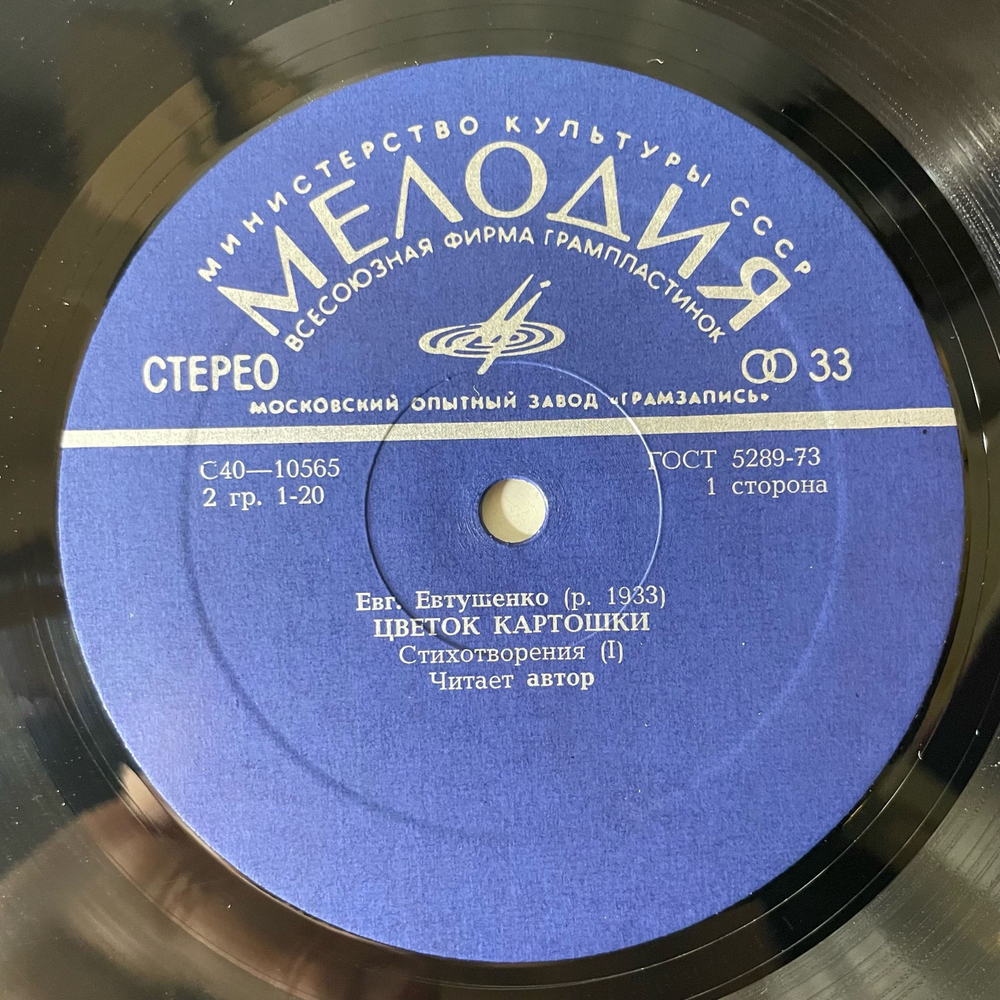 МИНИСТЕРСТВО КУЛЬТУРЫ СССР
МЕЛОДИЯ
ВСЕСОЮЗНАЯ ФИРМА ГРАМПЛАСТИНОК
СТЕРЕО
33
МОСКОВСКИЙ ОПЫТНЫЙ ЗАВОД «ГРАМЗАПИСЬ»
С40—10565
2 гр. 1-20
ГОСТ 5289-73
1 сторона
Евг. Евтушенко (р. 1933)
ЦВЕТОК КАРТОШКИ
Стихотворения (I)
Читает автор